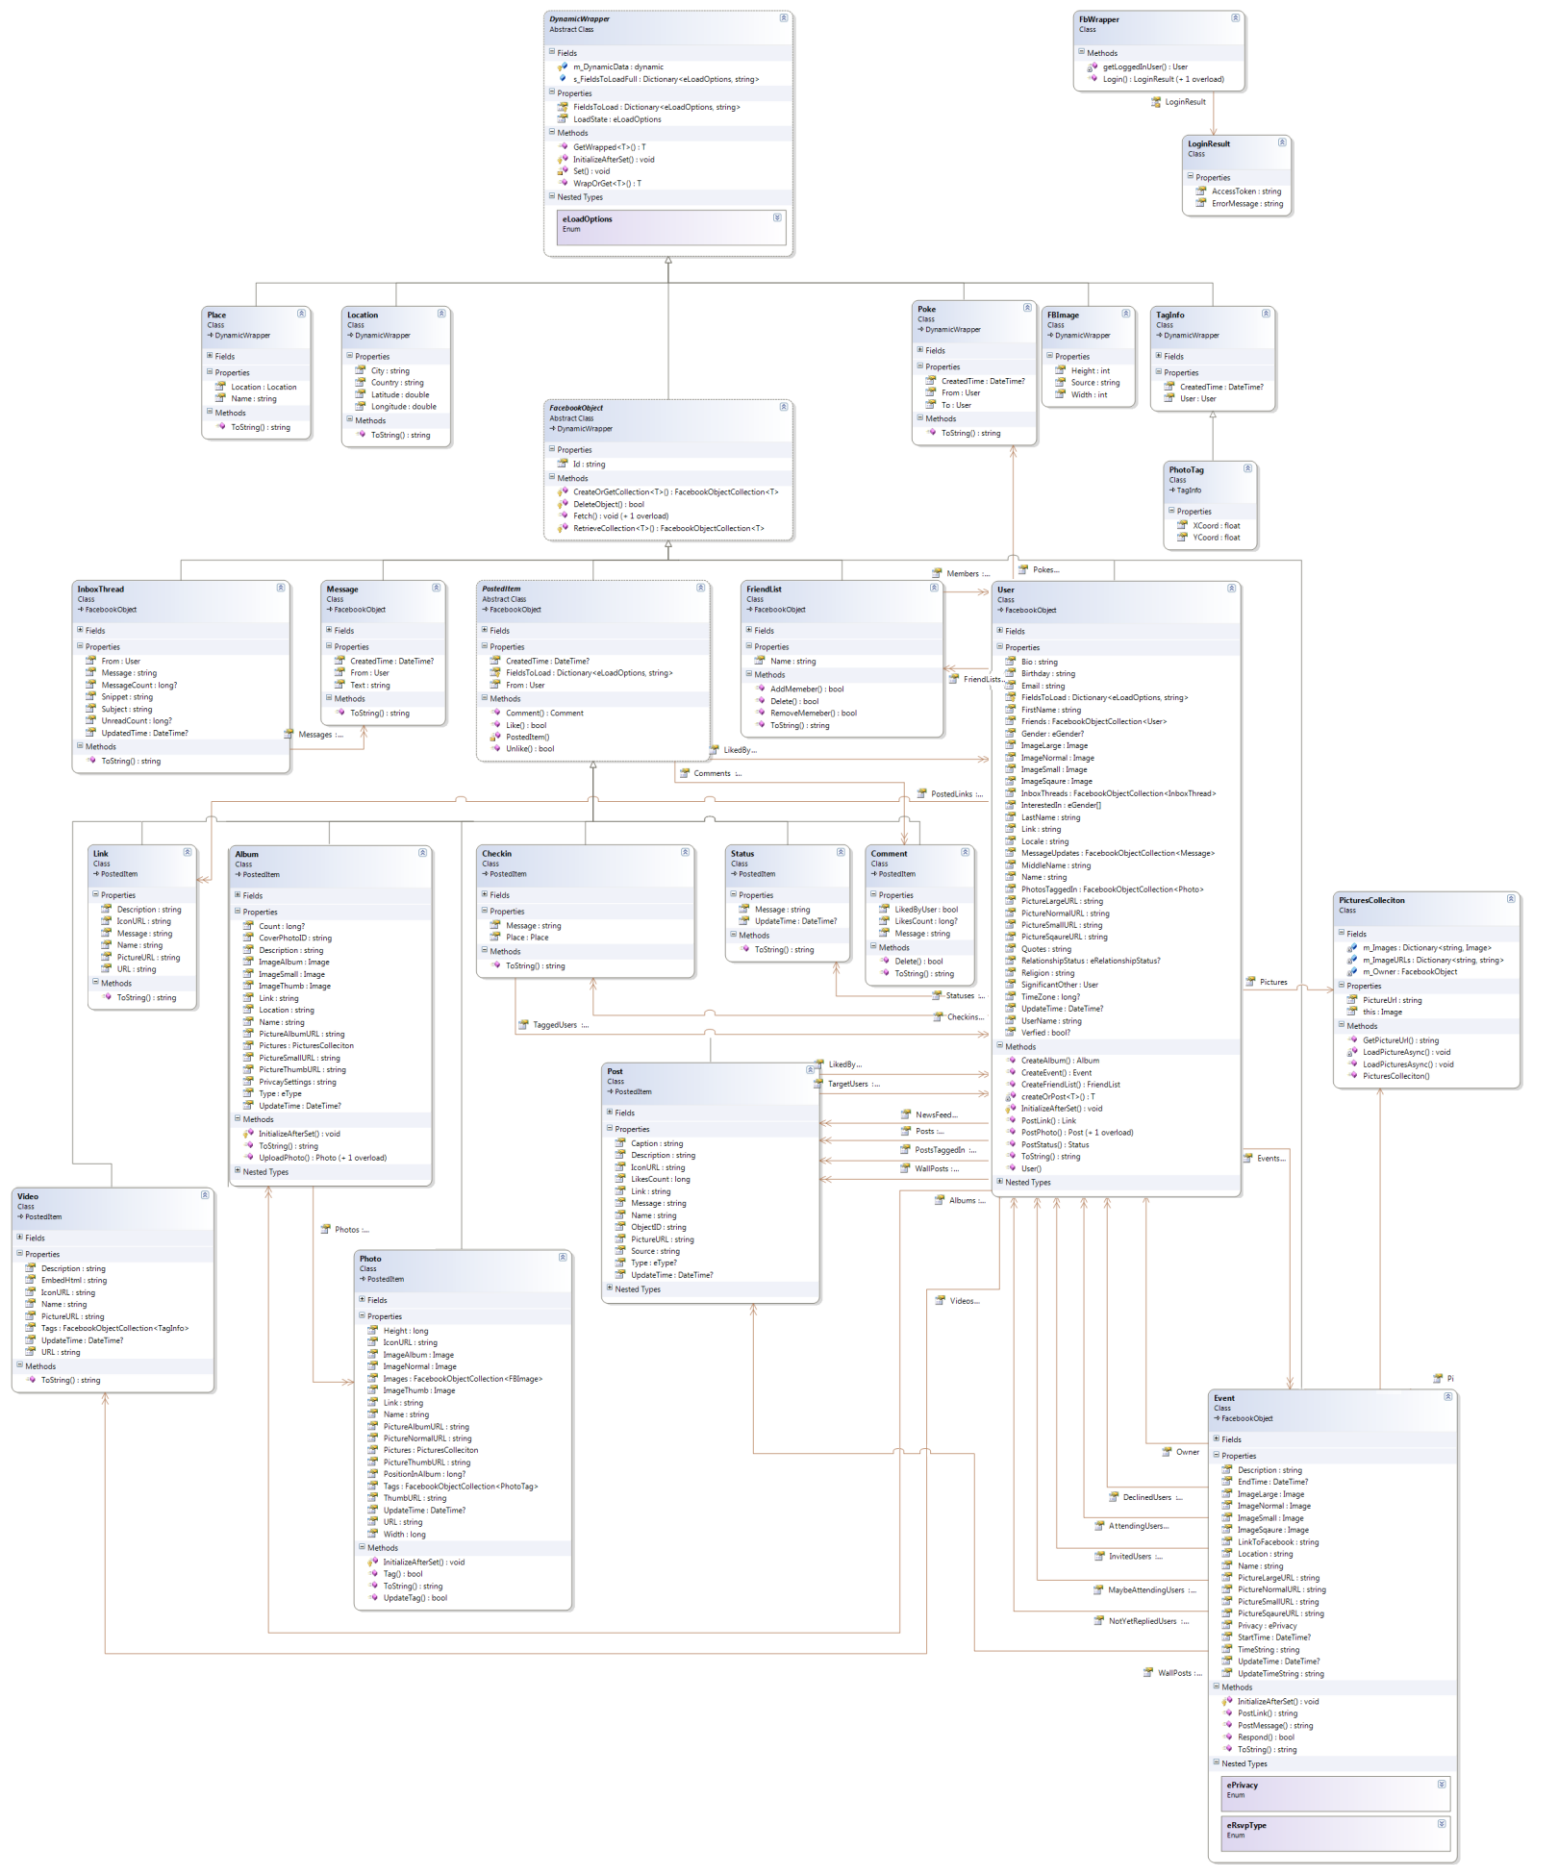 DynamicWrapper
Abstract Class
Fields
m_DynamicData : dynamic
s_FieldsToLoadFull : Dictionary<eLoadOptions, string>
Properties
FieldsToLoad : Dictionary<eLoadOptions, string>
LoadState : eLoadOptions
Methods
GetWrapped<T>() : T
InitializeAfterSet() : void
Set() : void
WrapOrGet<T>() : T
Nested Types
eLoadOptions
Enum
FbWrapper
Class
Methods
getLoggedInUser() : User
Login() : LoginResult (+ 1 overload)
LoginResult
LoginResult
Class
Properties
AccessToken : string
ErrorMessage : string
Place
Class
DynamicWrapper
Fields
Properties
Location : Location
Name : string
Methods
ToString() : string
Location
Class
DynamicWrapper
Properties
City : string
Country : string
Latitude : double
Longitude : double
Methods
ToString() : string
Poke
Class
DynamicWrapper
Fields
Properties
CreatedTime : DateTime?
From : User
To : User
Methods
ToString() : string
FBImage
Class
DynamicWrapper
Properties
Height : int
Source : string
Width : int
TagInfo
Class
DynamicWrapper
Fields
Properties
CreatedTime : DateTime?
User : User
FacebookObject
Abstract Class
DynamicWrapper
Properties
Id : string
Methods
CreateOrGetCollection<T>() : FacebookObjectCollection<T>
DeleteObject() : bool
Fetch() : void (+ 1 overload)
RetrieveCollection<T>() : FacebookObjectCollection<T>
PhotoTag
Class
TagInfo
Properties
XCoord : float
YCoord : float
InboxThread
Class
FacebookObject
Fields
Properties
From : User
Message : string
MessageCount : long?
Snippet : string
Subject : string
UnreadCount : long?
UpdatedTime : DateTime?
Methods
ToString() : string
Messages :...
Message
Class
FacebookObject
Fields
Properties
CreatedTime : DateTime?
From : User
Text : string
Methods
ToString() : string
PostedItem
Abstract Class
FacebookObject
Fields
Properties
CreatedTime : DateTime?
FieldsToLoad : Dictionary<eLoadOptions, string>
From : User
Methods
Comment() : Comment
Like() : bool
PostedItem()
Unlike() : bool
LikedBy...
Comments :...
FriendList
Class
FacebookObject
Fields
Properties
Name : string
Methods
AddMemeber() : bool
Delete() : bool
RemoveMemeber() : bool
ToString() : string
Members :...
Pokes...
FriendLists...
PostedLinks :...
User
Class
FacebookObject
Fields
Properties
Bio : string
Birthday : string
Email : string
FieldsToLoad : Dictionary<eLoadOptions, string>
FirstName : string
Friends : FacebookObjectCollection<User>
Gender : eGender?
ImageLarge : Image
ImageNormal : Image
ImageSmall : Image
ImageSqaure : Image
InboxThreads : FacebookObjectCollection<InboxThread>
InterestedIn : eGender[]
LastName : string
Link : string
Locale : string
MessageUpdates : FacebookObjectCollection<Message>
MiddleName : string
Name : string
PhotosTaggedIn : FacebookObjectCollection<Photo>
PictureLargeURL : string
PictureNormalURL : string
PictureSmallURL : string
PictureSqaureURL : string
Quotes : string
RelationshipStatus : eRelationshipStatus?
Religion : string
SignificantOther : User
TimeZone : long?
UpdateTime : DateTime?
UserName : string
Verfied : bool?
Methods
CreateAlbum() : Album
CreateEvent() : Event
CreateFriendList() : FriendList
createOrPost<T>() : T
InitializeAfterSet() : void
PostLink() : Link
PostPhoto() : Post (+ 1 overload)
PostStatus() : Status
ToString() : string
User()
Nested Types
Link
Class
PostedItem
Properties
Description : string
IconURL : string
Message : string
Name : string
PictureURL : string
URL : string
Methods
ToString() : string
Album
Class
PostedItem
Fields
Properties
Count : long?
CoverPhotoID : string
Description : string
ImageAlbum : Image
ImageSmall : Image
ImageThumb : Image
Link : string
Location : string
Name : string
PictureAlbumURL : string
Pictures : PicturesColleciton
PictureSmallURL : string
PictureThumbURL : string
PrivcaySettings : string
Type : eType
UpdateTime : DateTime?
Methods
InitializeAfterSet() : void
ToString() : string
UploadPhoto() : Photo (+ 1 overload)
Nested Types
Checkin
Class
PostedItem
Fields
Properties
Message : string
Place : Place
Methods
ToString() : string
TaggedUsers :...
Status
Class
PostedItem
Properties
Message : string
UpdateTime : DateTime?
Methods
ToString() : string
Comment
Class
PostedItem
Properties
LikedByUser : bool
LikesCount : long?
Message : string
Methods
Delete() : bool
ToString() : string
Statuses :...
Checkins...
PicturesColleciton
Class
Fields
m_Images : Dictionary<string, Image>
m_ImageURLs : Dictionary<string, string>
m_Owner : FacebookObject
Properties
PictureUrl : string
this : Image
Methods
GetPictureUrl() : string
LoadPictureAsync() : void
LoadPicturesAsync() : void
PicturesColleciton()
Pictures
Post
Class
PostedItem
Fields
Properties
Caption : string
Description : string
IconURL : string
LikesCount : long
Link : string
Message : string
Name : string
ObjectID : string
PictureURL : string
Source : string
Type : eType?
UpdateTime : DateTime?
Nested Types
LikedBy...
TargetUsers :...
NewsFeed...
Posts :...
PostsTaggedIn :...
WallPosts :...
Albums :...
Events...
Videos...
Photos :...
Video
Class
PostedItem
Fields
Properties
Description : string
EmbedHtml : string
IconURL : string
Name : string
PictureURL : string
Tags : FacebookObjectCollection<TagInfo>
UpdateTime : DateTime?
URL : string
Methods
ToString() : string
Photo
Class
PostedItem
Fields
Properties
Height : long
IconURL : string
ImageAlbum : Image
ImageNormal : Image
Images : FacebookObjectCollection<FBImage>
ImageThumb : Image
Link : string
Name : string
PictureAlbumURL : string
PictureNormalURL : string
Pictures : PicturesColleciton
PictureThumbURL : string
PositionInAlbum : long?
Tags : FacebookObjectCollection<PhotoTag>
ThumbURL : string
UpdateTime : DateTime?
URL : string
Width : long
Methods
InitializeAfterSet() : void
Tag() : bool
ToString() : string
UpdateTag() : bool
Pi
Owner
DeclinedUsers :...
AttendingUsers...
InvitedUsers :...
MaybeAttendingUsers :...
NotYetRepliedUsers :...
WallPosts :...
Event
Class
FacebookObject
Fields
Properties
Description : string
EndTime : DateTime?
ImageLarge : Image
ImageNormal : Image
ImageSmall : Image
ImageSqaure : Image
LinkToFacebook : string
Location : string
Name : string
PictureLargeURL : string
PictureNormalURL : string
PictureSmallURL : string
PictureSqaureURL : string
Privacy : ePrivacy
StartTime : DateTime?
TimeString : string
UpdateTime : DateTime?
UpdateTimeString : string
Methods
InitializeAfterSet() : void
PostLink() : string
PostMessage() : string
Respond() : bool
ToString() : string
Nested Types
ePrivacy
Enum
eRsvpType
Enum